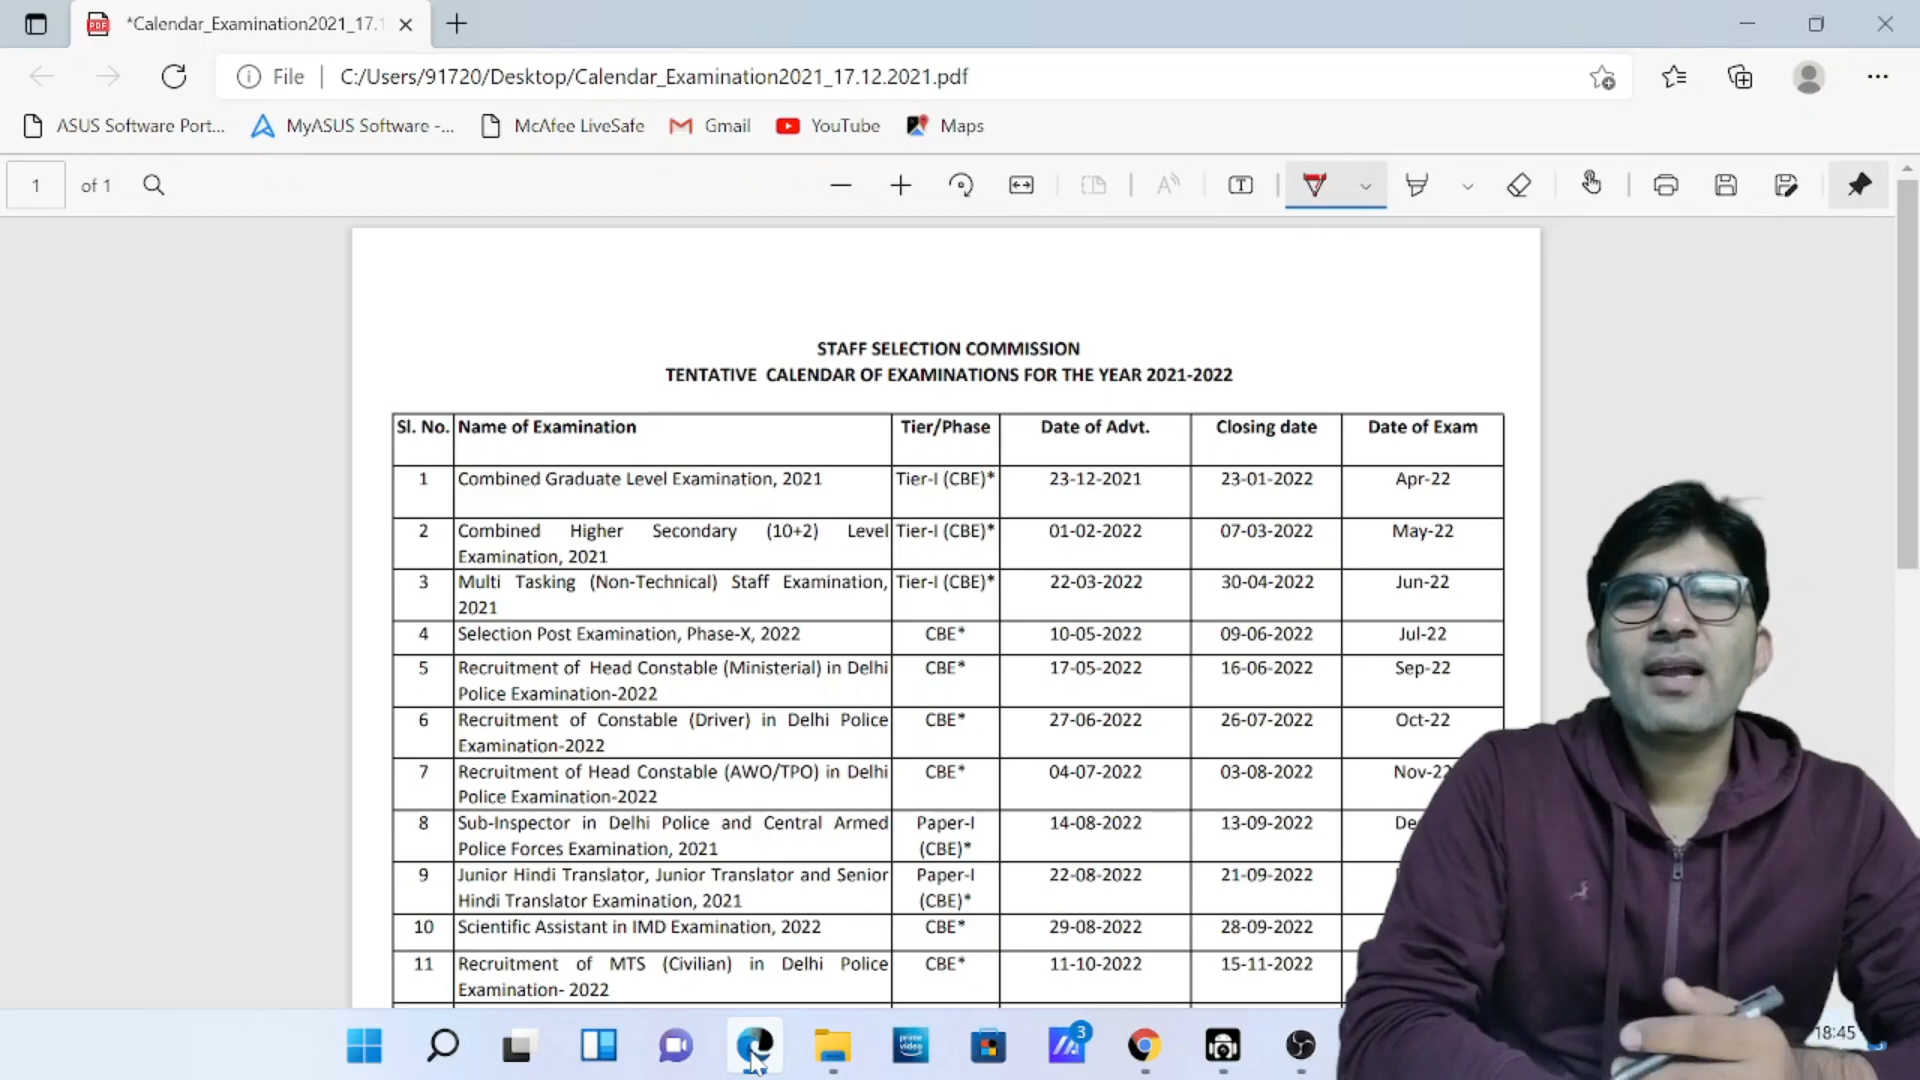 *Calendar_Examination2021_17.1
File C:/Users/91720/Desktop/Calendar_Examination2021_17.12.2021.pdf
ASUS Software Port... MyASUS Software -... McAfee LiveSafe Gmail YouTube Maps
1 of 1
STAFF SELECTION COMMISSION
TENTATIVE CALENDAR OF EXAMINATIONS FOR THE YEAR 2021-2022
Sl. No. Name of Examination Tier/Phase Date of Advt. Closing date Date of Exam
1 Combined Graduate Level Examination, 2021 Tier-I (CBE)* 23-12-2021 23-01-2022 Apr-22
2 Combined Higher Secondary (10+2) Level Tier-I (CBE)* 01-02-2022 07-03-2022 May-22
Examination, 2021
3 Multi Tasking (Non-Technical) Staff Examination, Tier-I (CBE)* 22-03-2022 30-04-2022 Jun-22
2021
4 Selection Post Examination, Phase-X, 2022 CBE* 10-05-2022 09-06-2022 Jul-22
5 Recruitment of Head Constable (Ministerial) in Delhi CBE* 17-05-2022 16-06-2022 Sep-22
Police Examination-2022
6 Recruitment of Constable (Driver) in Delhi Police CBE* 27-06-2022 26-07-2022 Oct-22
Examination-2022
7 Recruitment of Head Constable (AWO/TPO) in Delhi CBE* 04-07-2022 03-08-2022 Nov-22
Police Examination-2022
8 Sub-Inspector in Delhi Police and Central Armed Paper-I 14-08-2022 13-09-2022 De
Police Forces Examination, 2021 (CBE)*
9 Junior Hindi Translator, Junior Translator and Senior Paper-I 22-08-2022 21-09-2022
Hindi Translator Examination, 2021 (CBE)*
10 Scientific Assistant in IMD Examination, 2022 CBE* 29-08-2022 28-09-2022
11 Recruitment of MTS (Civilian) in Delhi Police CBE* 11-10-2022 15-11-2022
Examination- 2022
prime video 3 18:45